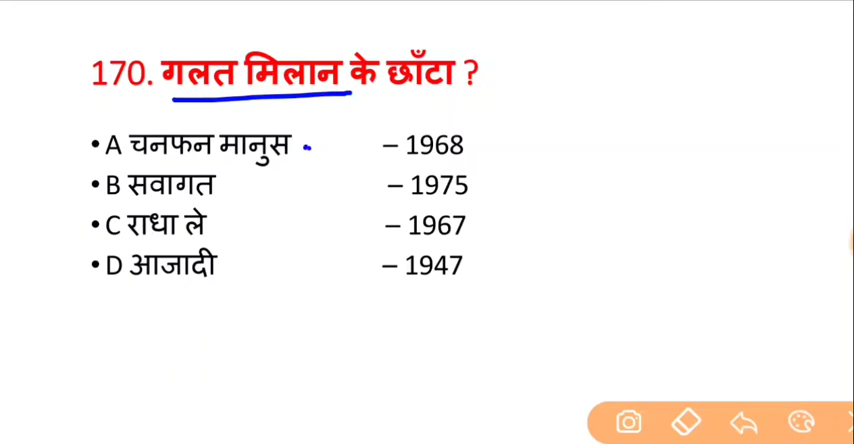 170. गलत मिलान के छाँटा ?
• A चनफन मानुस – 1968
• B सवागत – 1975
• C राधा ले – 1967
• D आजादी – 1947